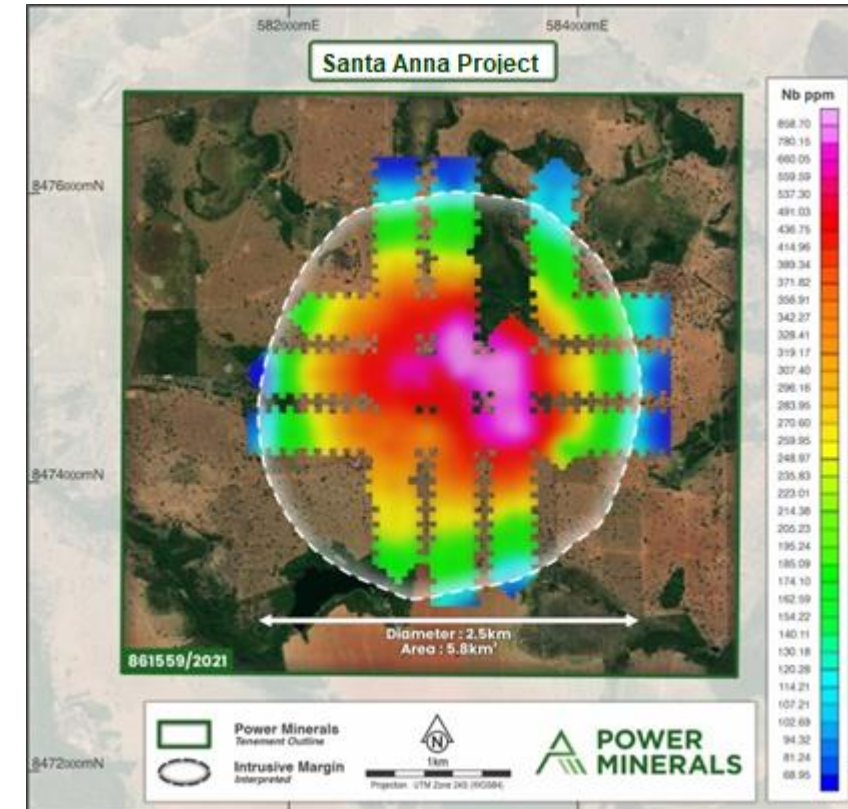 582000mE
584000mE
Santa Anna Project
8476000mN
8474000mN
8472000mN
Diameter : 2.5km
Area : 5.8km²
861559/2021
Power Minerals
Tenement Outline
Intrusive Margin
Interpreted
N
1km
Projection: UTM Zone 24S (WGS84)
POWER
MINERALS
Nb ppm
858.70
780.15
660.05
559.59
537.30
491.03
436.75
414.96
389.34
371.82
356.91
342.27
328.41
319.17
307.40
296.16
283.95
270.60
259.95
248.97
235.83
223.01
214.38
205.23
195.24
185.09
174.10
162.59
154.22
140.11
130.18
120.28
114.21
107.21
102.69
94.32
81.24
68.95